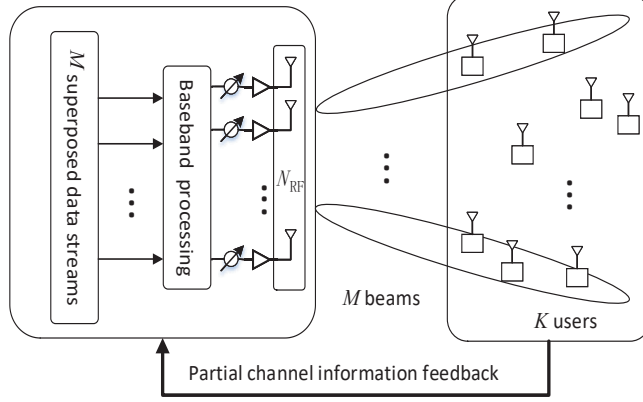 M superposed data streams
Baseband processing
N_RF
M beams
K users
Partial channel information feedback